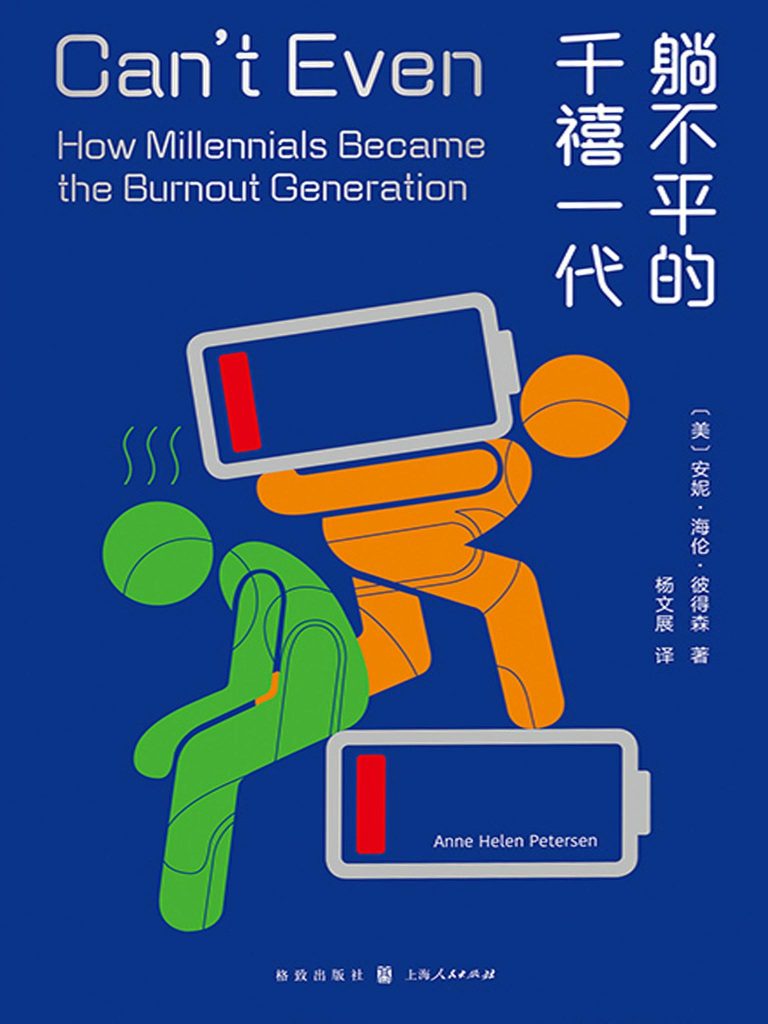 Can't Even
How Millennials Became
the Burnout Generation
躺不平的
千禧一代
〔美〕安妮·海伦·彼得森 著
杨文展 译
Anne Helen Petersen
格致出版社 上海人民出版社